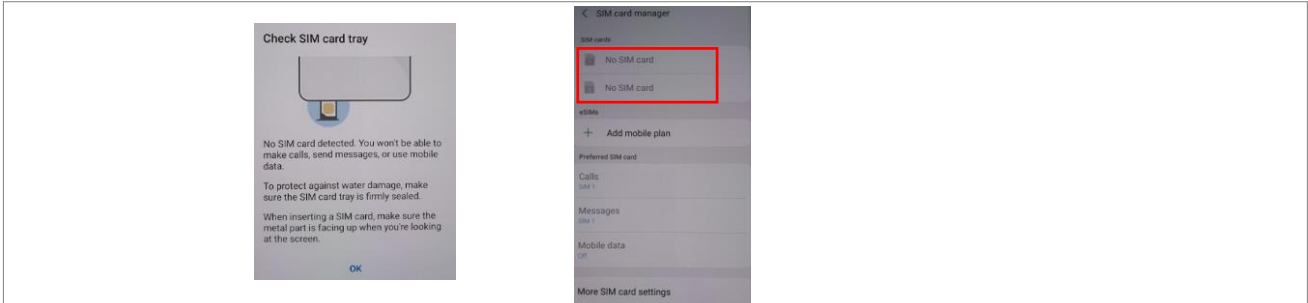 Check SIM card tray
No SIM card detected. You won't be able to
make calls, send messages, or use mobile
data.
To protect against water damage, make
sure the SIM card tray is firmly sealed.
When inserting a SIM card, make sure the
metal part is facing up when you're looking
at the screen.
OK
SIM card manager
SIM cards
No SIM card
No SIM card
eSIMs
Add mobile plan
Preferred SIM card
Calls
SIM 1
Messages
SIM 1
Mobile data
Off
More SIM card settings